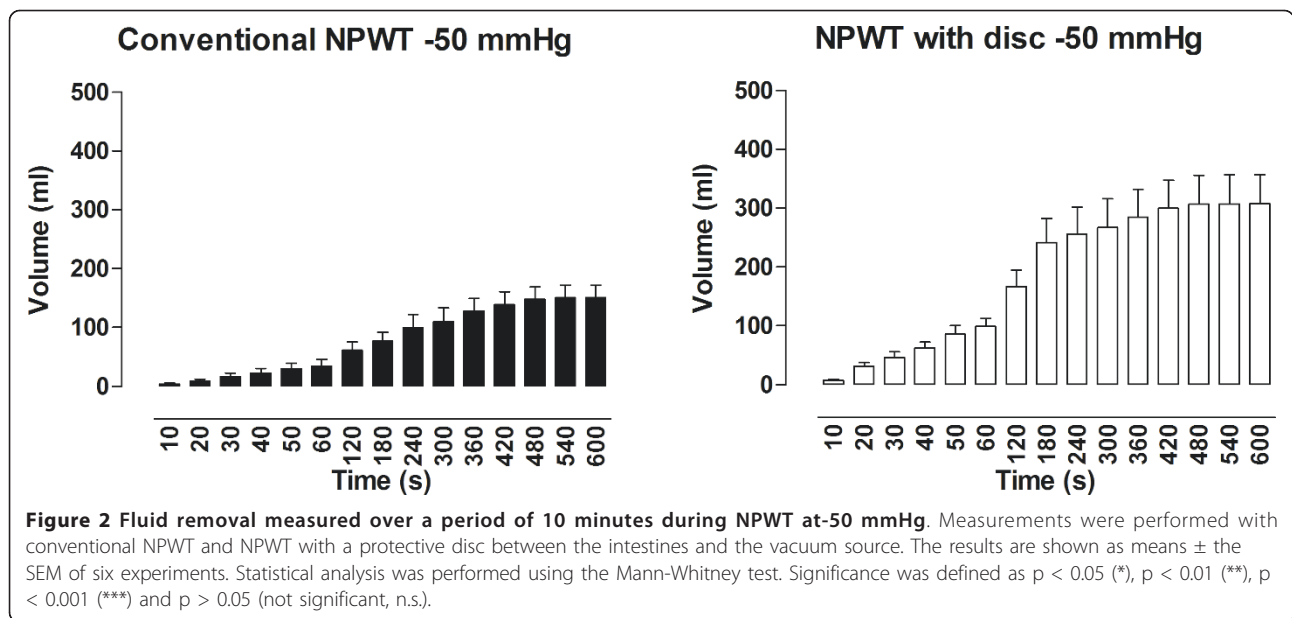 Conventional NPWT -50 mmHg
500
400
300
200
100
0
Volume (ml)
10 20 30 40 50 60 120 180 240 300 360 420 480 540 600
Time (s)
NPWT with disc -50 mmHg
500
400
300
200
100
0
Volume (ml)
10 20 30 40 50 60 120 180 240 300 360 420 480 540 600
Time (s)
Figure 2 Fluid removal measured over a period of 10 minutes during NPWT at-50 mmHg. Measurements were performed with
conventional NPWT and NPWT with a protective disc between the intestines and the vacuum source. The results are shown as means ± the
SEM of six experiments. Statistical analysis was performed using the Mann-Whitney test. Significance was defined as p < 0.05 (*), p < 0.01 (**), p
< 0.001 (***) and p > 0.05 (not significant, n.s.).